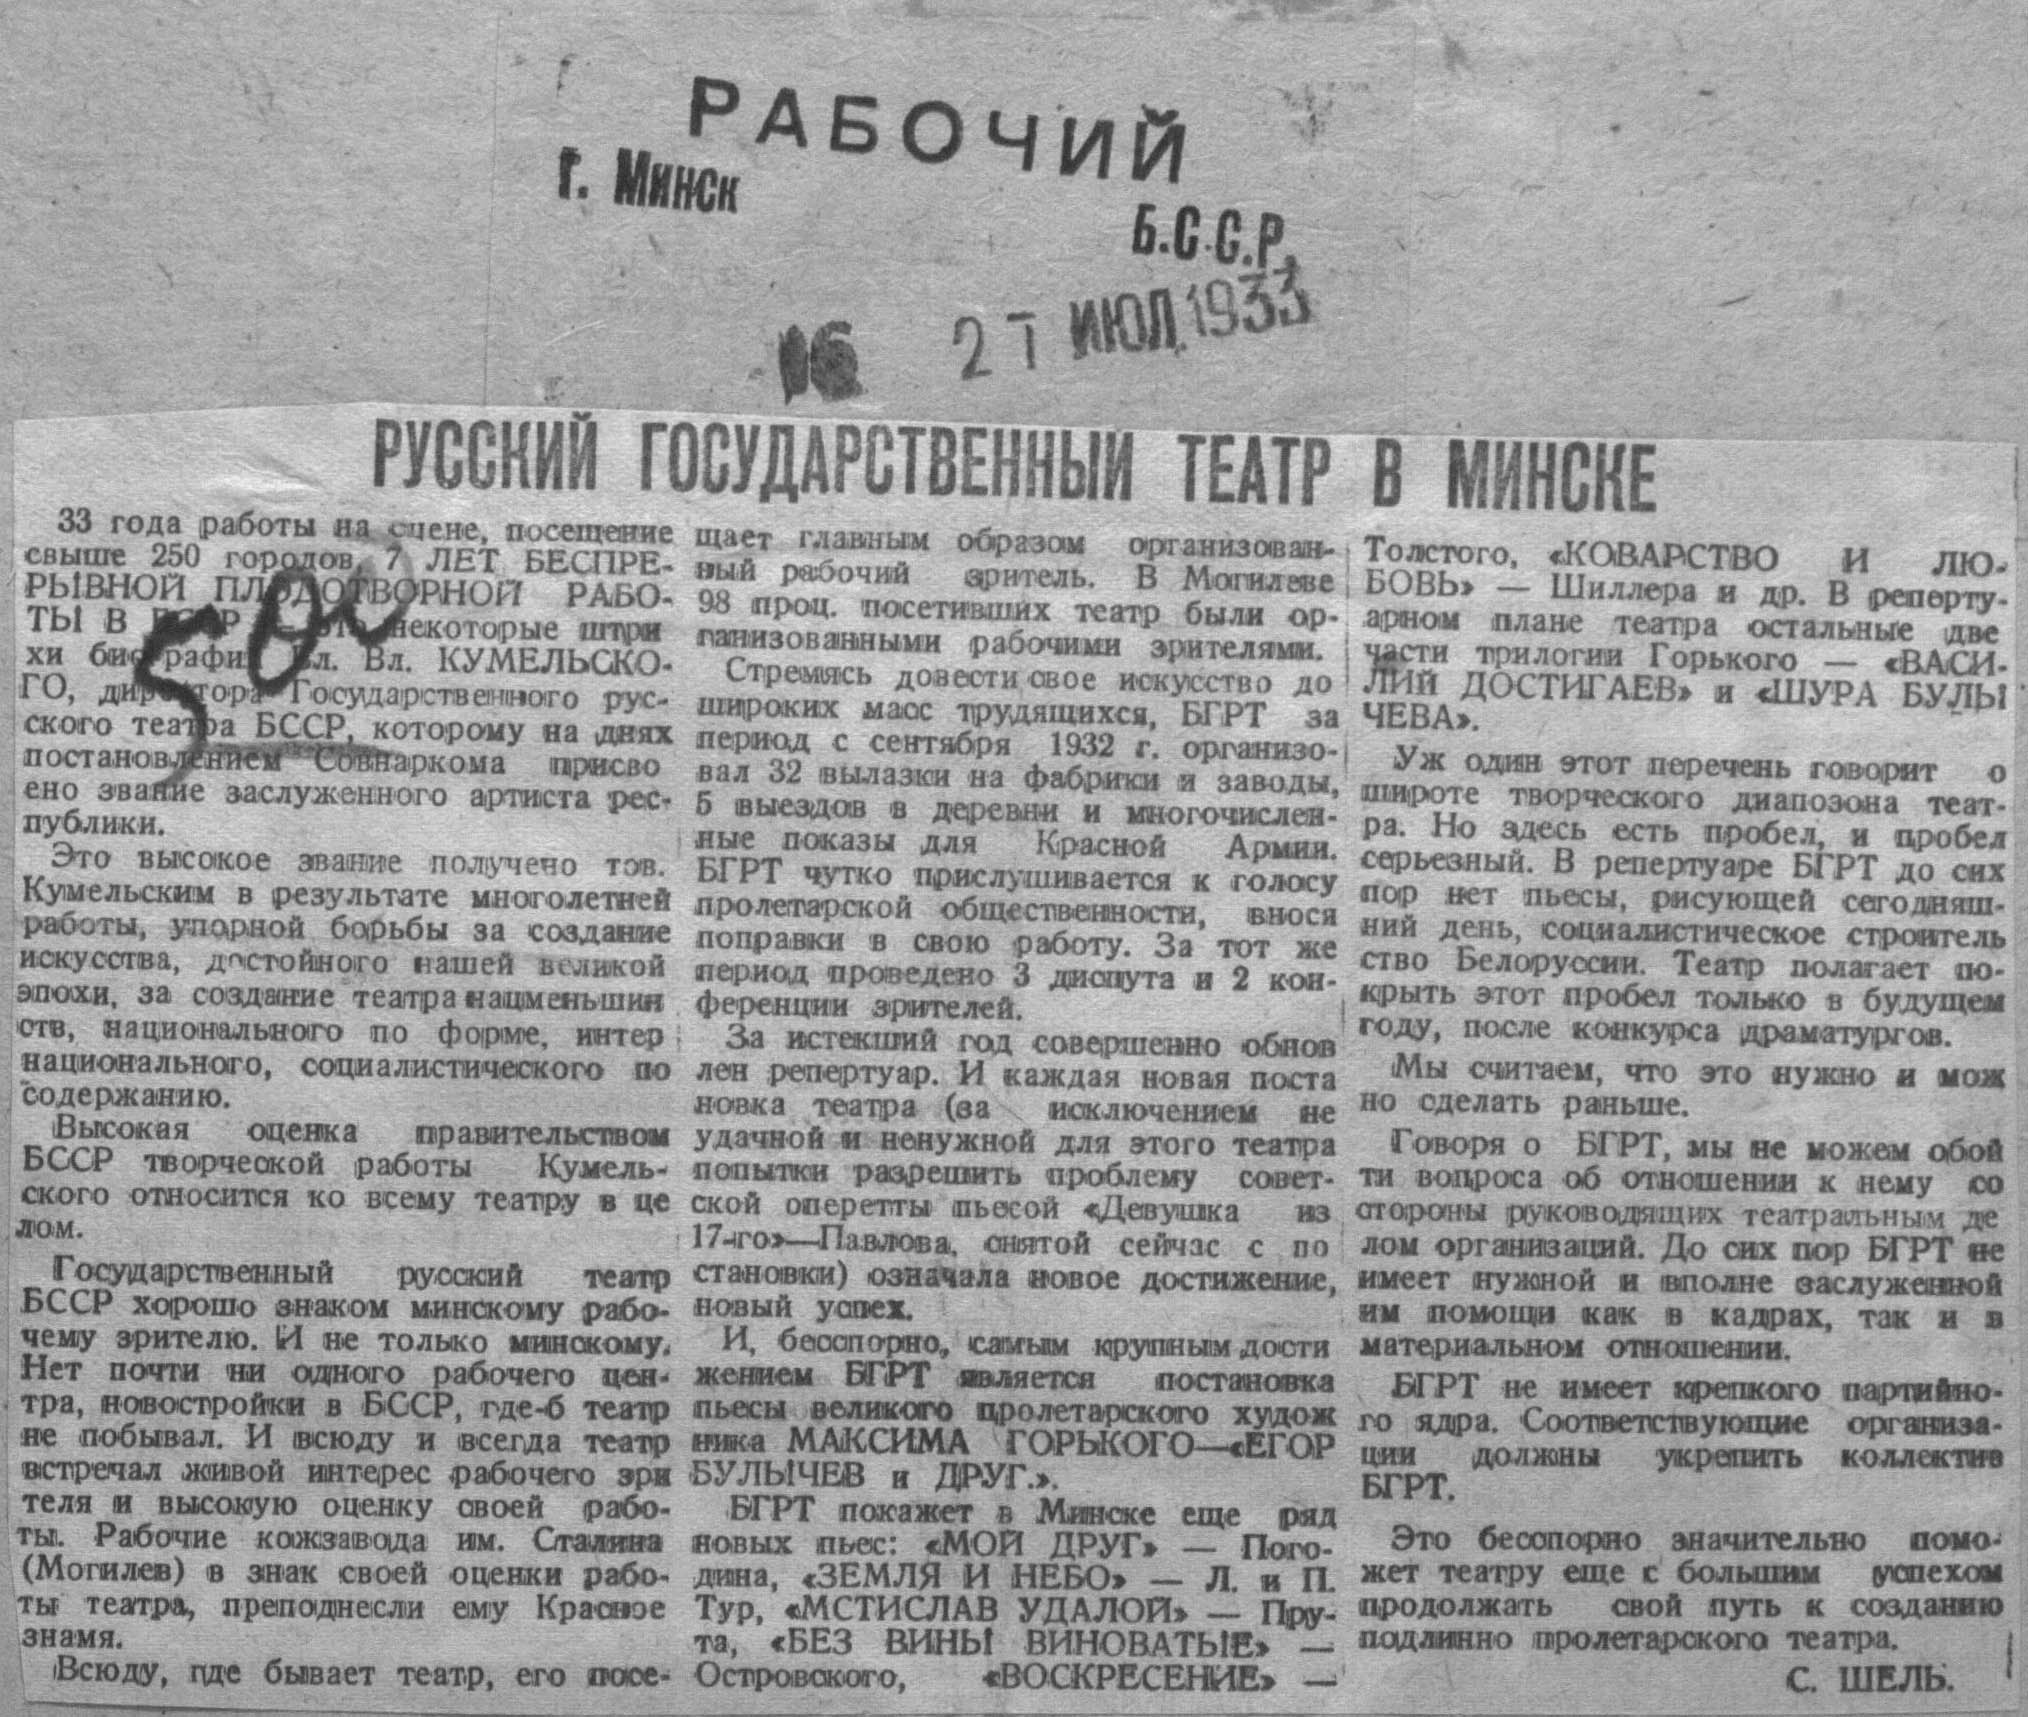 РАБОЧИЙ
г. Минск
Б.С.С.Р.
16 21 ИЮЛ 1933
500
РУССКИЙ ГОСУДАРСТВЕННЫЙ ТЕАТР В МИНСКЕ
33 года работы на сцене, посещение
свыше 250 городов, 7 ЛЕТ БЕСПРЕ-
РЫВНОЙ ПЛОДОТВОРНОЙ РАБО-
ТЫ В БССР — это некоторые штри
хи биографии Вл. Вл. КУМЕЛЬСКО-
ГО, директора Государственного рус-
ского театра БССР, которому на днях
постановлением Совнаркома присво
ено звание заслуженного артиста рес-
публики.
Это высокое звание получено тов.
Кумельским в результате многолетней
работы, упорной борьбы за создание
искусства, достойного нашей великой
эпохи, за создание театра нацменьшин
ств, национального по форме, интер
национального, социалистического по
содержанию.
Высокая оценка правительством
БССР творческой работы Кумель-
ского относится ко всему театру в це
лом.
Государственный русский театр
БССР хорошо знаком минскому рабо-
чему зрителю. И не только минскому.
Нет почти ни одного рабочего цен-
тра, новостройки в БССР, где-б театр
не побывал. И всюду и всегда театр
встречал живой интерес рабочего зри
теля и высокую оценку своей рабо-
ты. Рабочие кожзавода им. Сталина
(Могилев) в знак своей оценки рабо-
ты театра, преподнесли ему Красное
знамя.
Всюду, где бывает театр, его посе-
щает главным образом организован-
ный рабочий зритель. В Могилеве
98 проц. посетивших театр были ор-
ганизованными рабочими зрителями.
Стремясь довести свое искусство до
широких масс трудящихся, БГРТ за
период с сентября 1932 г. организо-
вал 32 вылазки на фабрики и заводы,
5 выездов в деревни и многочислен-
ные показы для Красной Армии.
БГРТ чутко прислушивается к голосу
пролетарской общественности, внося
поправки в свою работу. За тот же
период проведено 3 диспута и 2 кон-
ференции зрителей.
За истекший год совершенно обнов
лен репертуар. И каждая новая поста
новка театра (за исключением не
удачной и ненужной для этого театра
попытки разрешить проблему совет-
ской оперетты пьесой «Девушка из
17-го»—Павлова, снятой сейчас с по
становки) означала новое достижение,
новый успех.
И, бесспорно, самым крупным дости
жением БГРТ является постановка
пьесы великого пролетарского худож
ника МАКСИМА ГОРЬКОГО—«ЕГОР
БУЛЫЧЕВ и ДРУГ.».
БГРТ покажет в Минске еще ряд
новых пьес: «МОЙ ДРУГ» — Пого-
дина, «ЗЕМЛЯ И НЕБО» — Л. и П.
Тур, «МСТИСЛАВ УДАЛОЙ» — Пру-
та, «БЕЗ ВИНЫ ВИНОВАТЫЕ» —
Островского, «ВОСКРЕСЕНИЕ» —
Толстого, «КОВАРСТВО И ЛЮ-
БОВЬ» — Шиллера и др. В реперту-
арном плане театра остальные две
части трилогии Горького — «ВАСИ-
ЛИЙ ДОСТИГАЕВ» и «ШУРА БУЛЫ
ЧЕВА».
Уж один этот перечень говорит о
широте творческого диапозона теат-
ра. Но здесь есть пробел, и пробел
серьезный. В репертуаре БГРТ до сих
пор нет пьесы, рисующей сегодняш-
ний день, социалистическое строитель
ство Белоруссии. Театр полагает по-
крыть этот пробел только в будущем
году, после конкурса драматургов.
Мы считаем, что это нужно и мож
но сделать раньше.
Говоря о БГРТ, мы не можем обой
ти вопроса об отношении к нему со
стороны руководящих театральным де
лом организаций. До сих пор БГРТ не
имеет нужной и вполне заслуженной
им помощи как в кадрах, так и в
материальном отношении.
БГРТ не имеет крепкого партийно-
го ядра. Соответствующие организа-
ции должны укрепить коллектив
БГРТ.
Это бесспорно значительно помо-
жет театру еще с большим успехом
продолжать свой путь к созданию
подлинно пролетарского театра.
С. ШЕЛЬ.